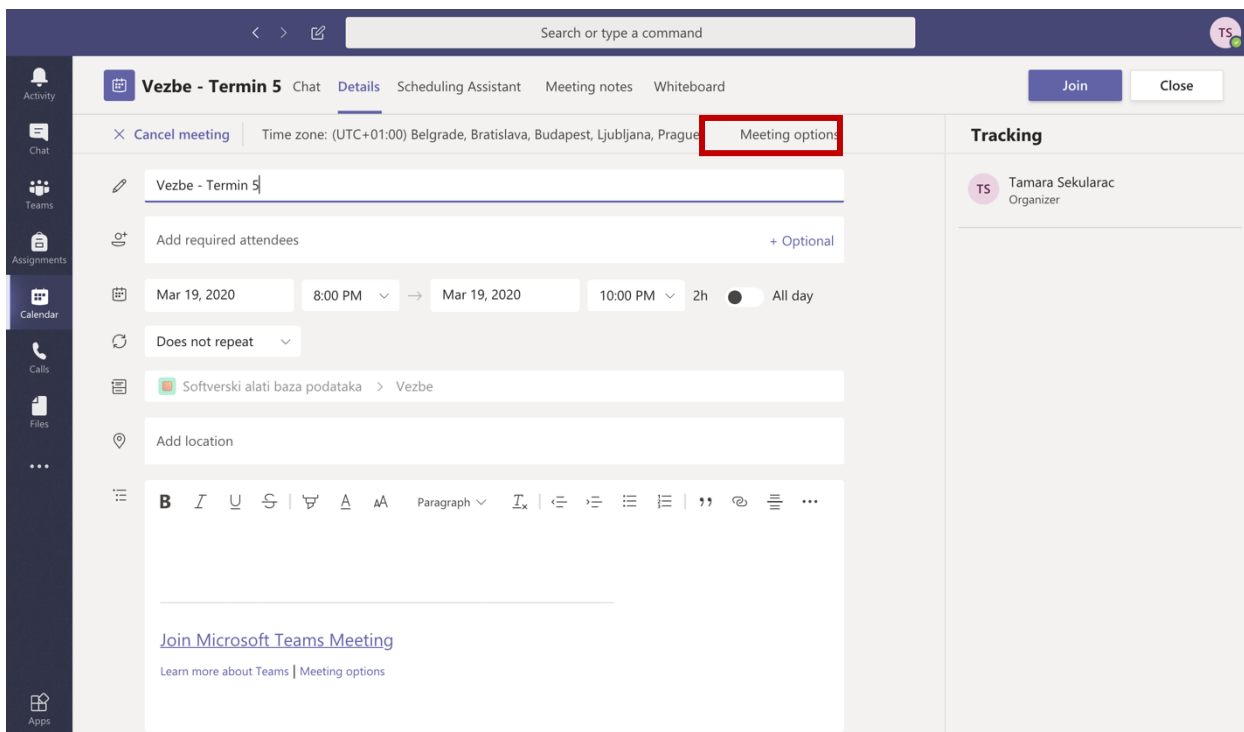 Search or type a command
TS
Activity
Chat
Teams
Assignments
Calendar
Calls
Files
Apps
Vezbe - Termin 5 Chat Details Scheduling Assistant Meeting notes Whiteboard
Join Close
Cancel meeting Time zone: (UTC+01:00) Belgrade, Bratislava, Budapest, Ljubljana, Prague Meeting options
Vezbe - Termin 5
Add required attendees + Optional
Mar 19, 2020 8:00 PM → Mar 19, 2020 10:00 PM 2h All day
Does not repeat
Softverski alati baza podataka > Vezbe
Add location
B I U S A AA Paragraph Tx
Join Microsoft Teams Meeting
Learn more about Teams | Meeting options
Tracking
TS Tamara Sekularac
Organizer